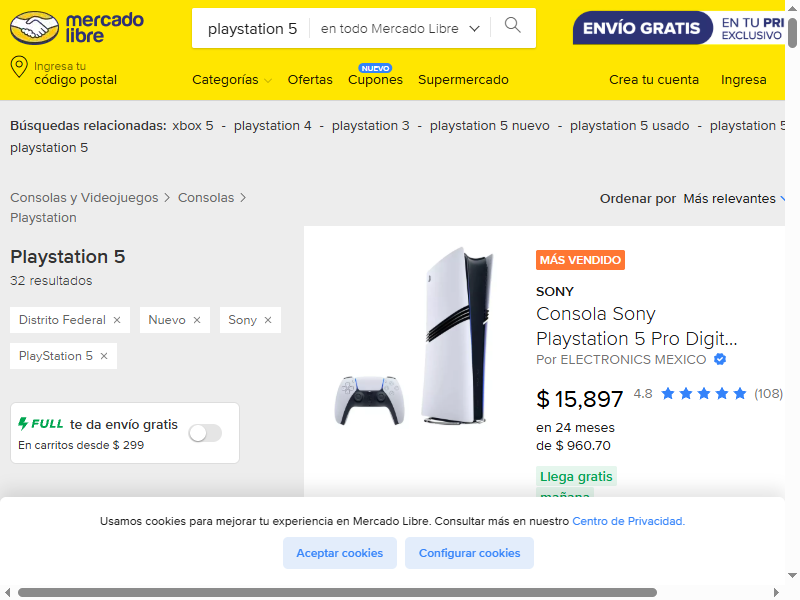 mercado
libre
playstation 5
en todo Mercado Libre
ENVÍO GRATIS
EN TU PRI
EXCLUSIVO
Ingresa tu
código postal
Categorías
Ofertas
NUEVO
Cupones
Supermercado
Crea tu cuenta
Ingresa
Búsquedas relacionadas: xbox 5 - playstation 4 - playstation 3 - playstation 5 nuevo - playstation 5 usado - playstation 5
playstation 5
Consolas y Videojuegos > Consolas >
Playstation
Ordenar por Más relevantes
Playstation 5
32 resultados
Distrito Federal ×
Nuevo ×
Sony ×
PlayStation 5 ×
FULL te da envío gratis
En carritos desde $ 299
MÁS VENDIDO
SONY
Consola Sony
Playstation 5 Pro Digit...
Por ELECTRONICS MEXICO
$ 15,897
4.8
(108)
en 24 meses
de $ 960.70
Llega gratis
mañana
Usamos cookies para mejorar tu experiencia en Mercado Libre. Consultar más en nuestro Centro de Privacidad.
Aceptar cookies
Configurar cookies